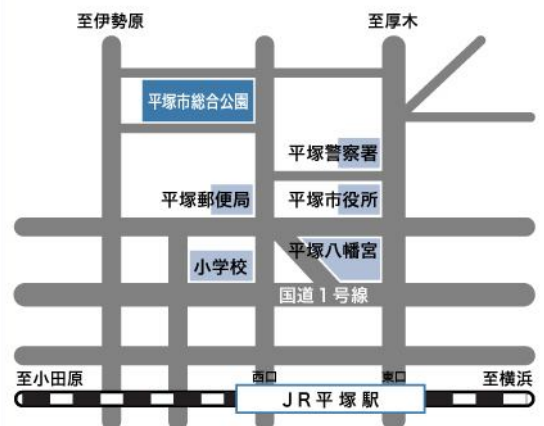 至伊勢原
至厚木
平塚市総合公園
平塚警察署
平塚郵便局
平塚市役所
小学校
平塚八幡宮
国道1号線
至小田原
西口
東口
至横浜
JR平塚駅